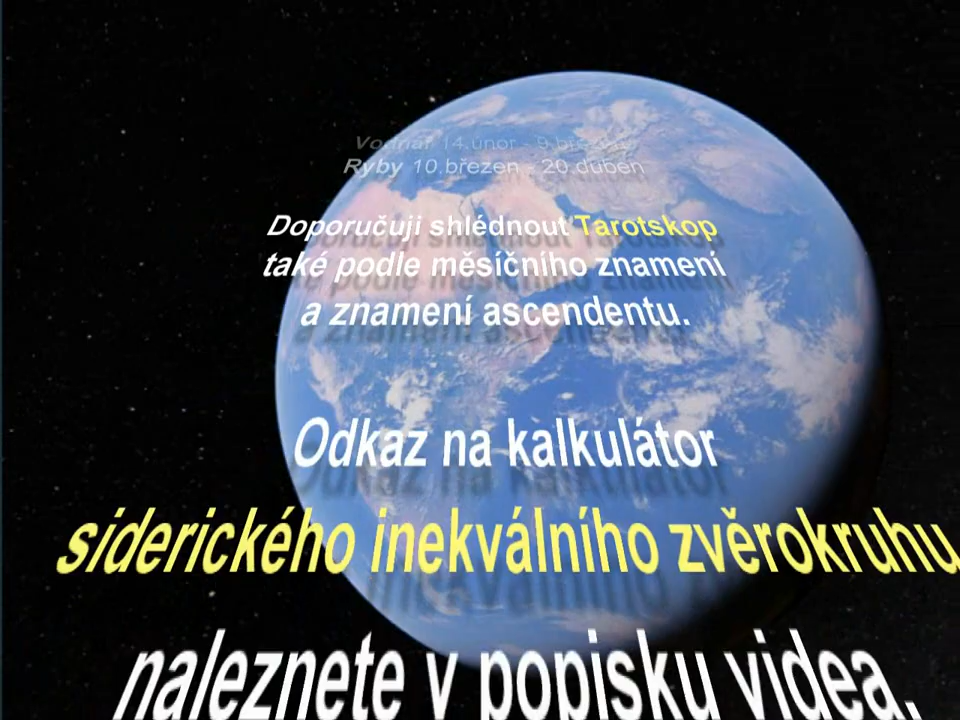 Vodnář 14.únor - 9.březen
Ryby 10.březen - 20.duben
Doporučuji shlédnout Tarotskop
také podle měsíčního znamení
a znamení ascendentu.
Odkaz na kalkulátor
siderického inekválního zvěrokruhu
naleznete v popisku videa.